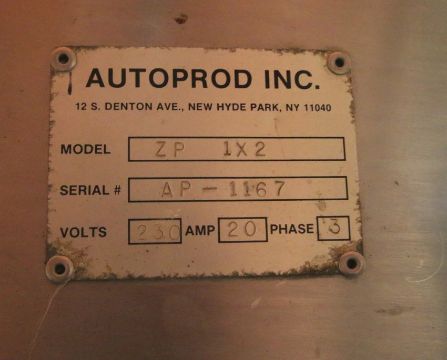 AUTOPROD INC.
12 S. DENTON AVE., NEW HYDE PARK, NY 11040
MODEL ZP 1X2
SERIAL # AP-1167
VOLTS 230 AMP 20 PHASE 3